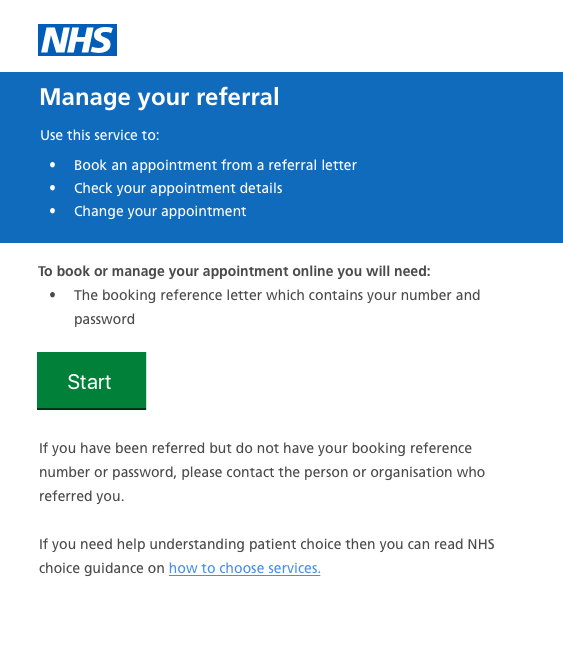 NHS
Manage your referral
Use this service to:
• Book an appointment from a referral letter
• Check your appointment details
• Change your appointment
To book or manage your appointment online you will need:
• The booking reference letter which contains your number and
password
Start
If you have been referred but do not have your booking reference
number or password, please contact the person or organisation who
referred you.
If you need help understanding patient choice then you can read NHS
choice guidance on how to choose services.